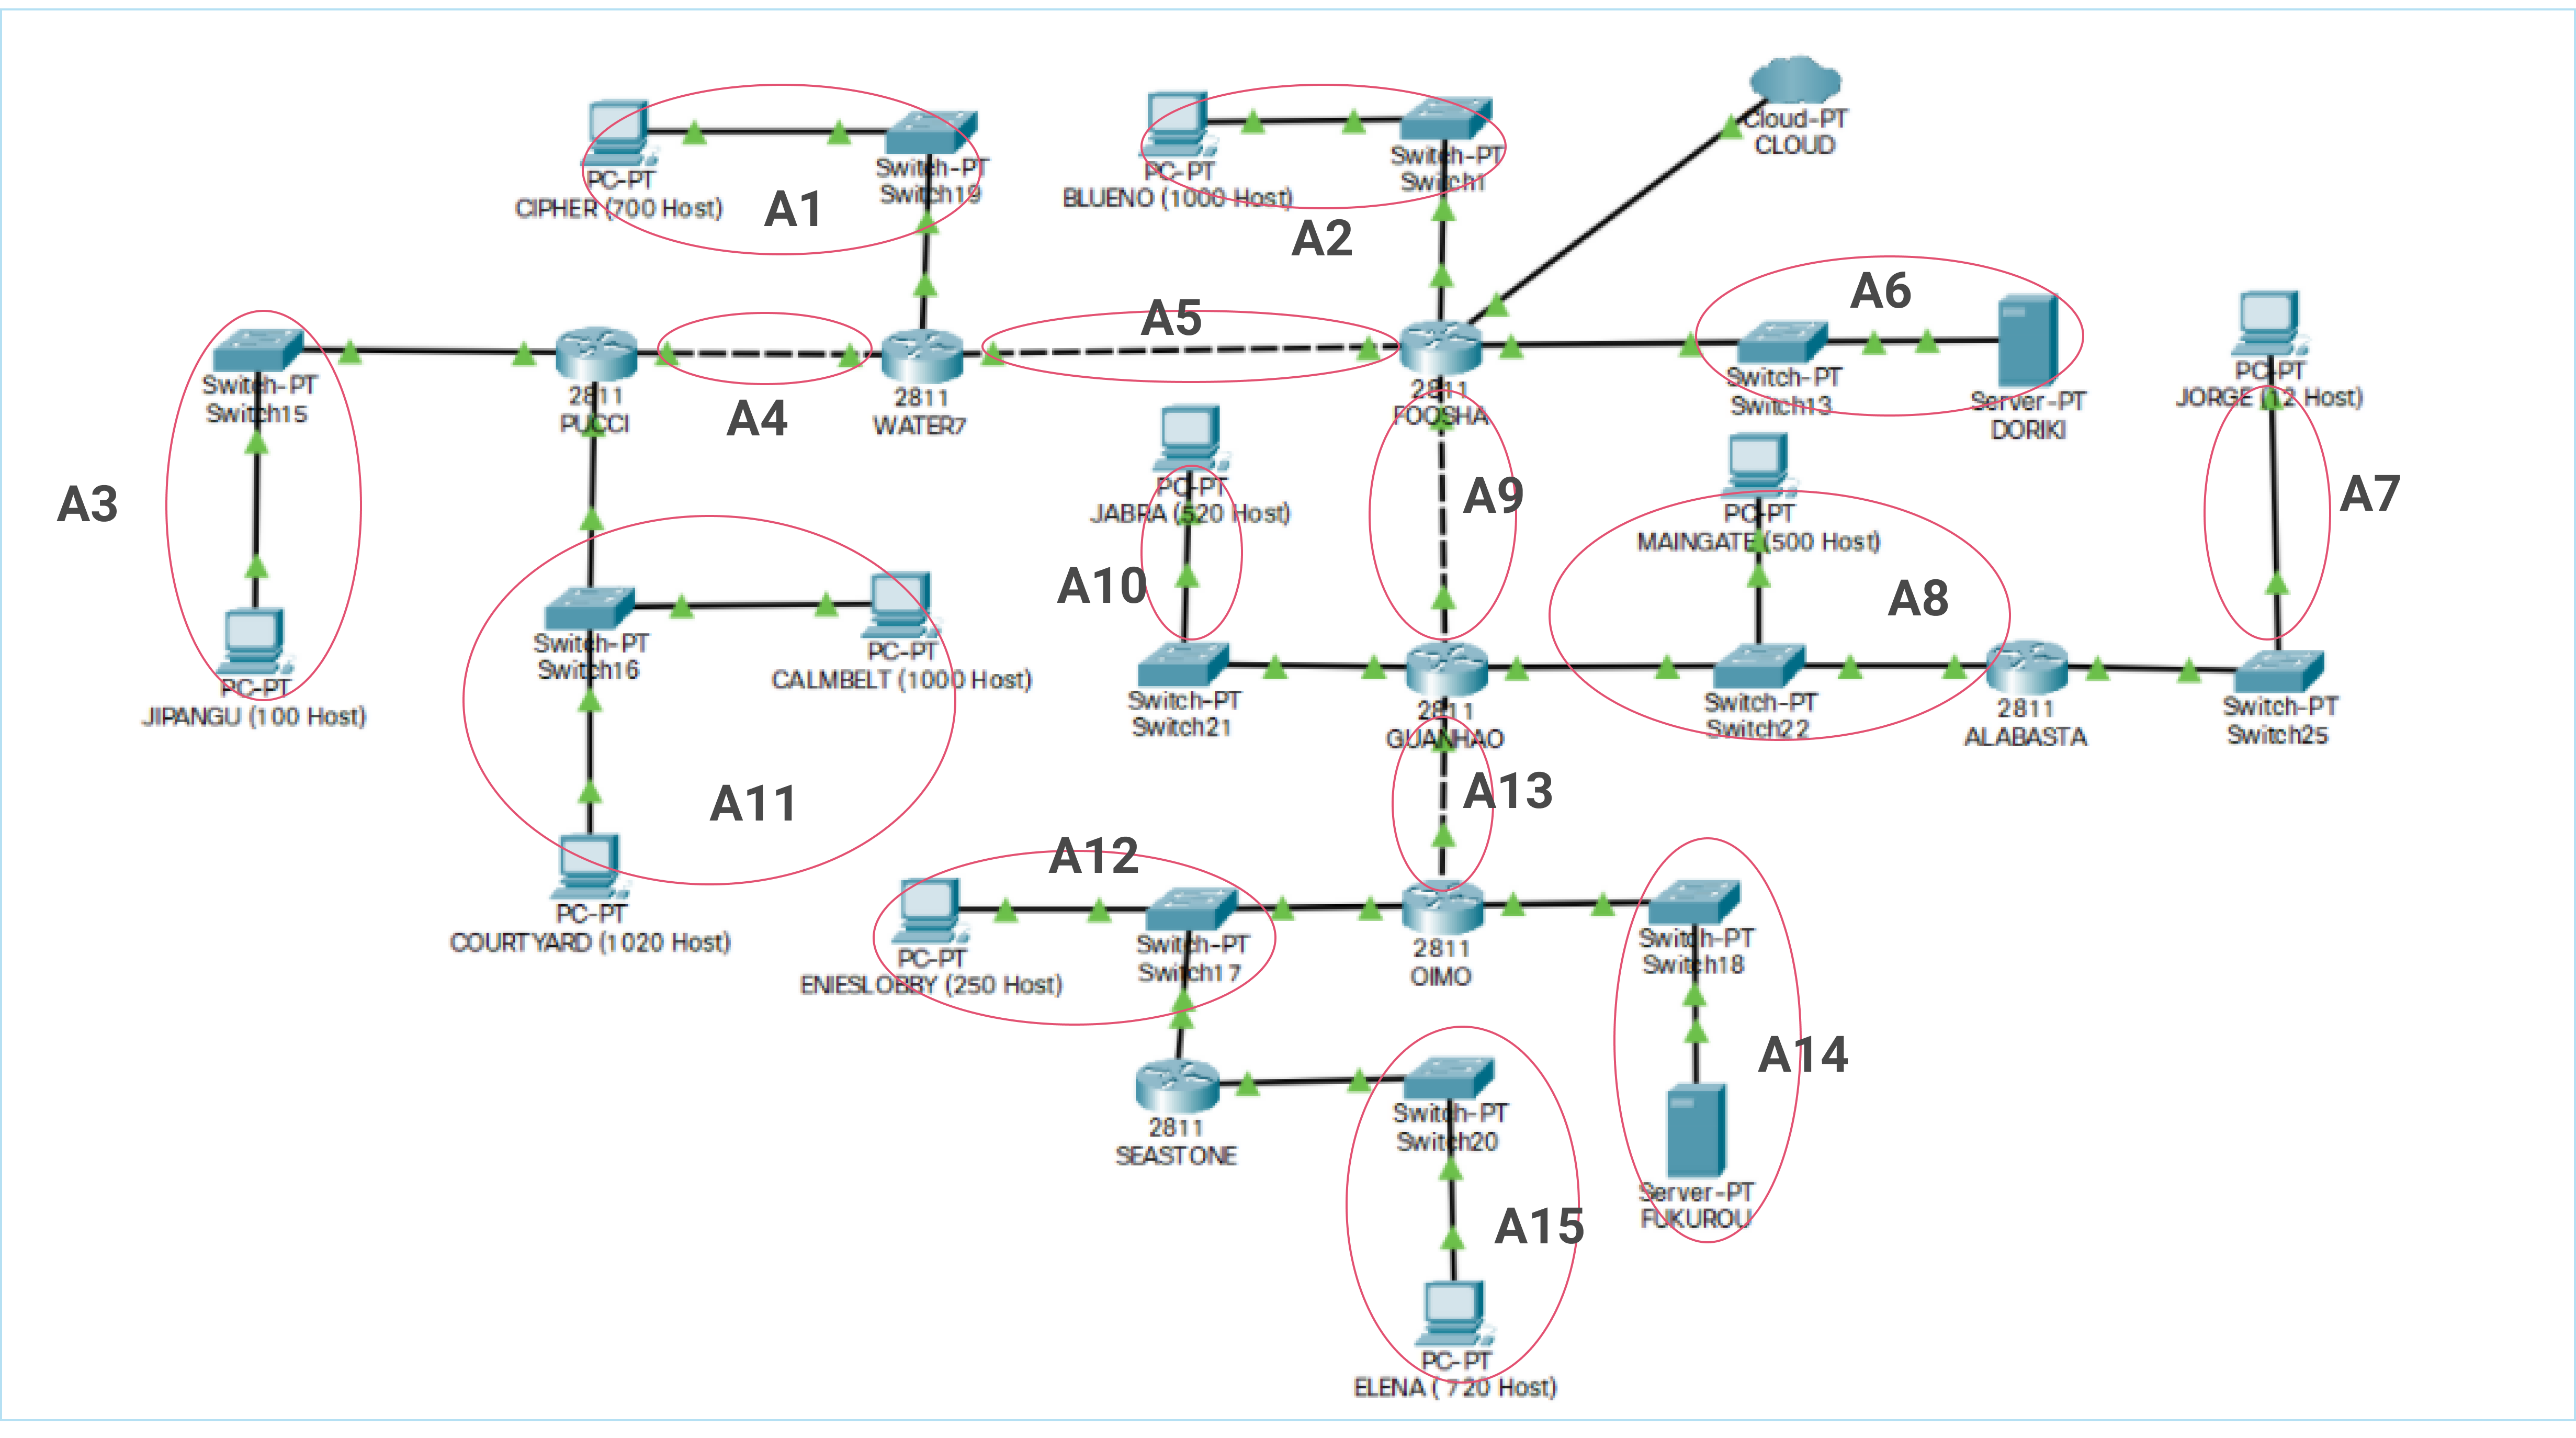 Cloud-PT
CLOUD
PC-PT
CIPHER (700 Host)
Switch-PT
Switch19
A1
PC-PT
BLUENO (1000 Host)
Switch-PT
Switch1
A2
A3
Switch-PT
Switch15
PC-PT
JIPANGU (100 Host)
2811
PUCCI
A4
2811
WATER7
A5
2811
FOOSHA
A6
Switch-PT
Switch13
Server-PT
DORIKI
PC-PT
JORGE (12 Host)
A7
PC-PT
JABRA (520 Host)
A10
A9
PC-PT
MAINGATE (500 Host)
A8
Switch-PT
Switch16
PC-PT
CALMBELT (1000 Host)
A11
PC-PT
COURTYARD (1020 Host)
Switch-PT
Switch21
2811
GUANHAO
Switch-PT
Switch22
2811
ALABASTA
Switch-PT
Switch25
A13
A12
PC-PT
ENIESLOBBY (250 Host)
Switch-PT
Switch17
2811
OIMO
Switch-PT
Switch18
A14
Server-PT
FUKUROU
2811
SEASTONE
Switch-PT
Switch20
A15
PC-PT
ELENA ( 720 Host)